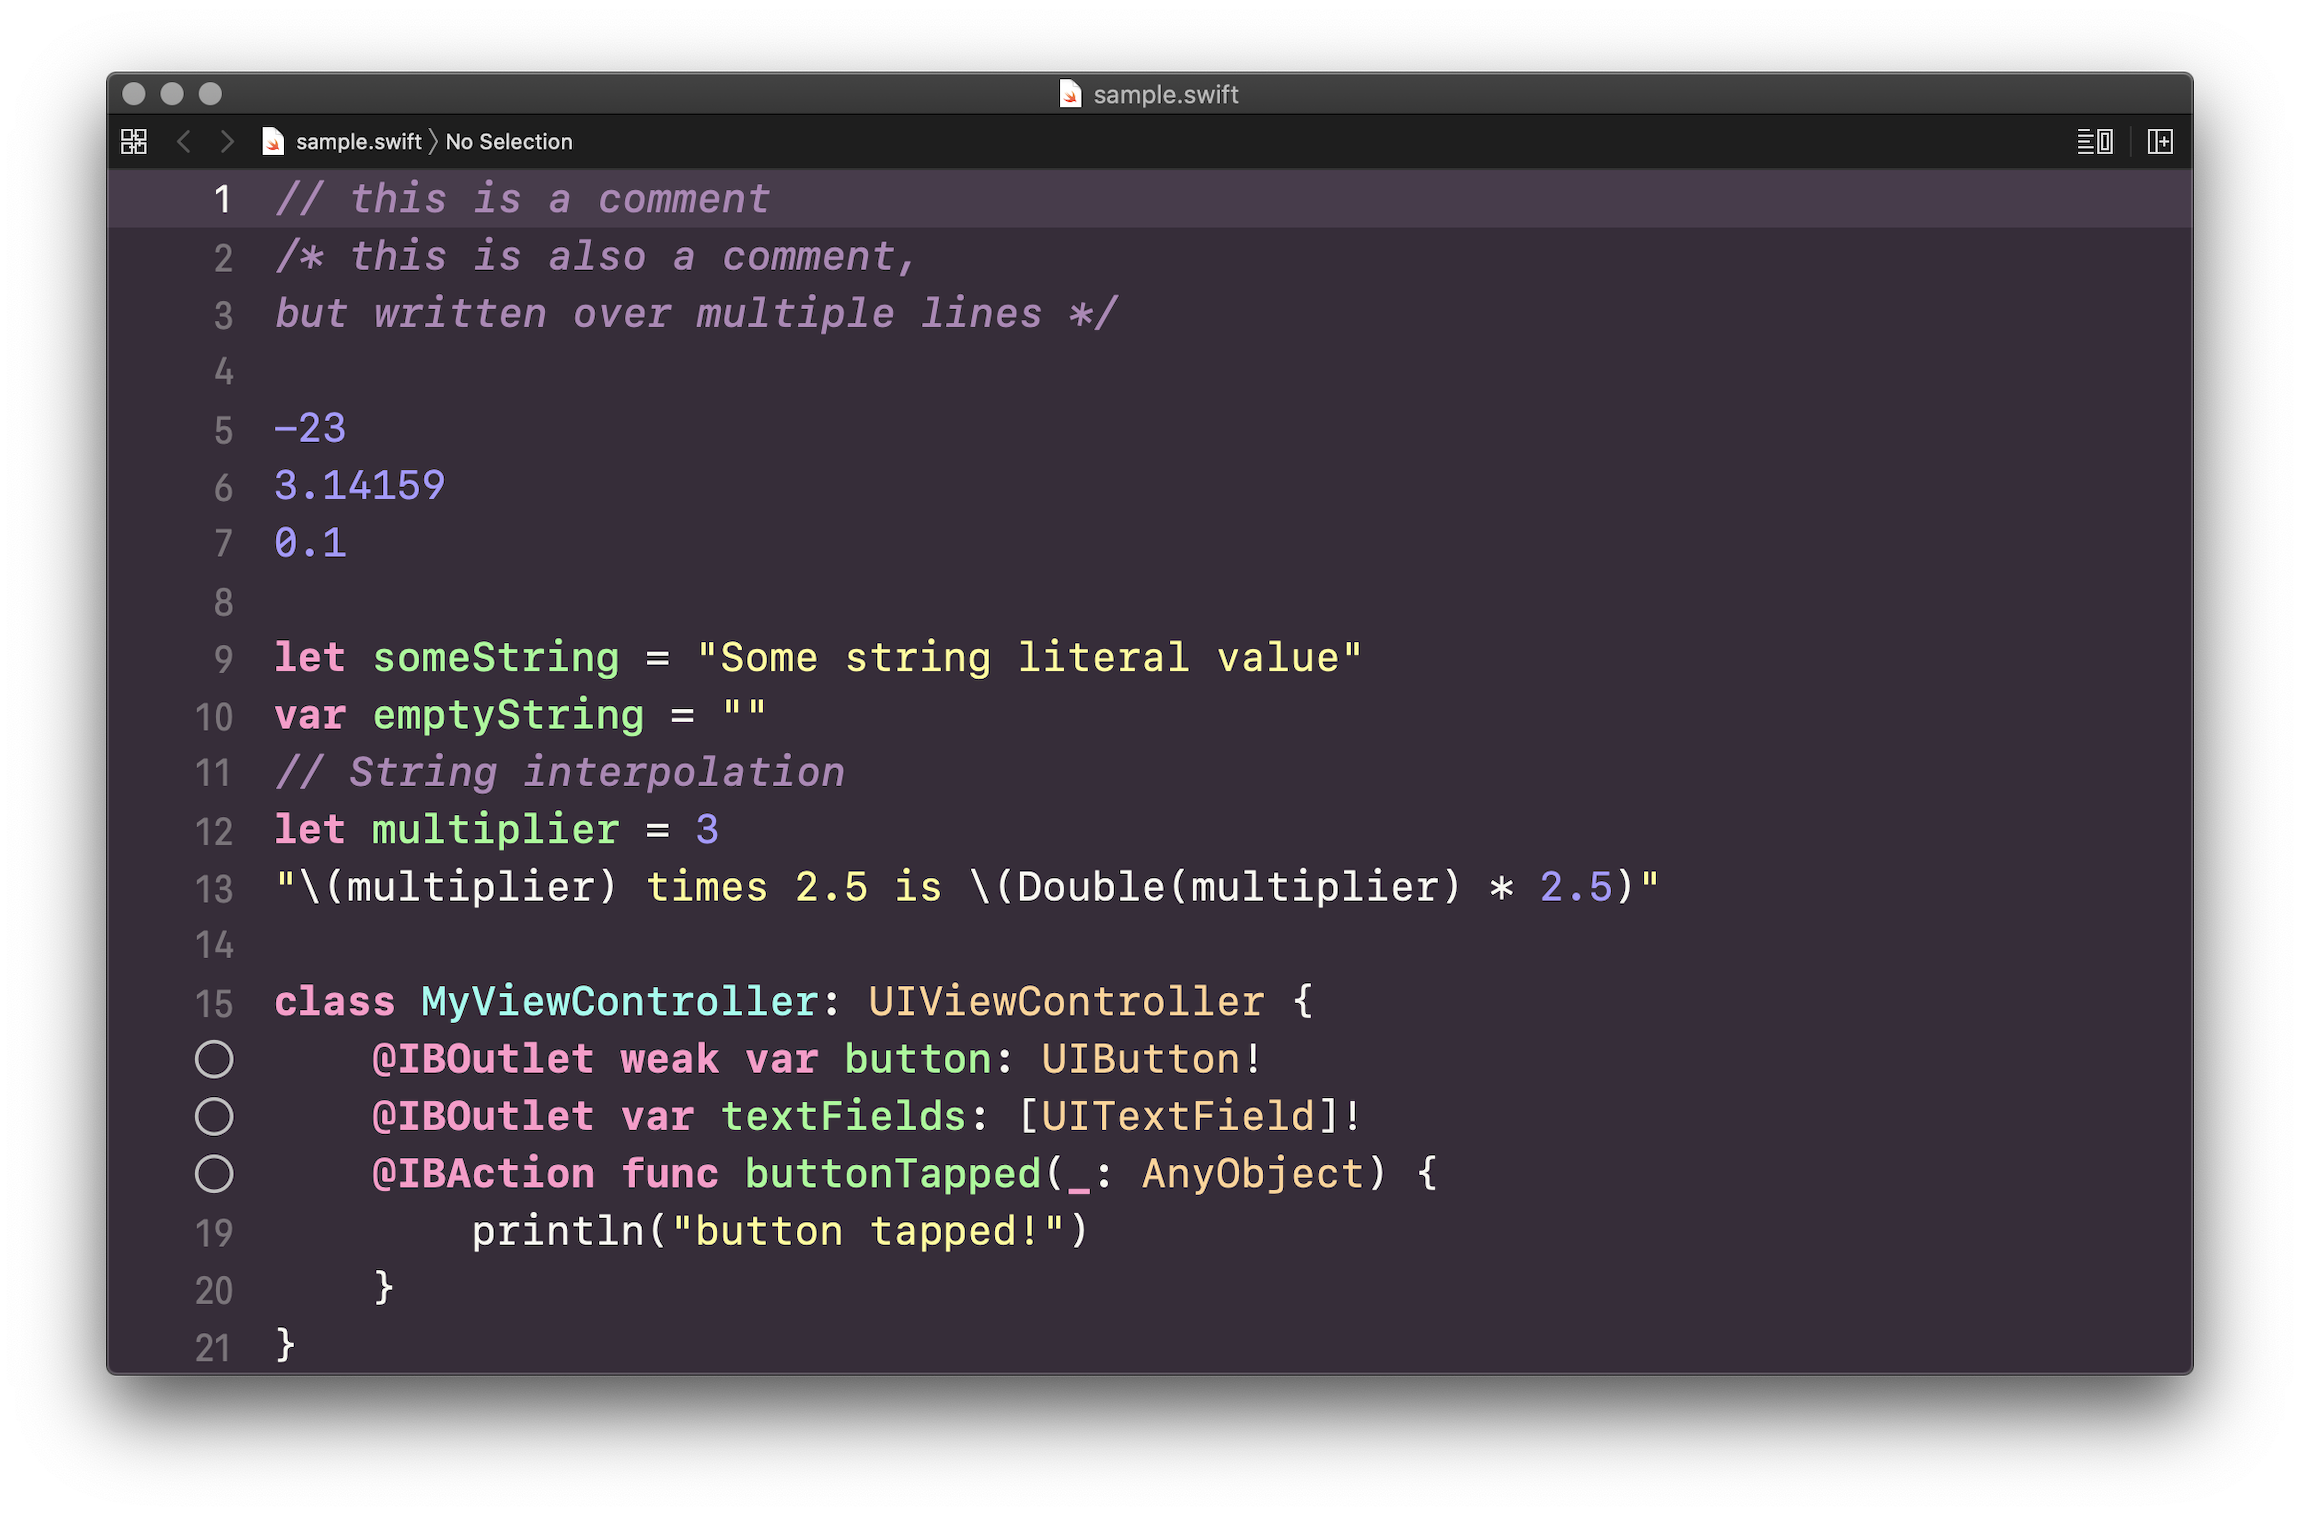 sample.swift
sample.swift 〉 No Selection
1 // this is a comment
2 /* this is also a comment,
3 but written over multiple lines */
4
5 -23
6 3.14159
7 0.1
8
9 let someString = "Some string literal value"
10 var emptyString = ""
11 // String interpolation
12 let multiplier = 3
13 "\(multiplier) times 2.5 is \(Double(multiplier) * 2.5)"
14
15 class MyViewController: UIViewController {
    @IBOutlet weak var button: UIButton!
    @IBOutlet var textFields: [UITextField]!
    @IBAction func buttonTapped(_: AnyObject) {
19         println("button tapped!")
20     }
21 }